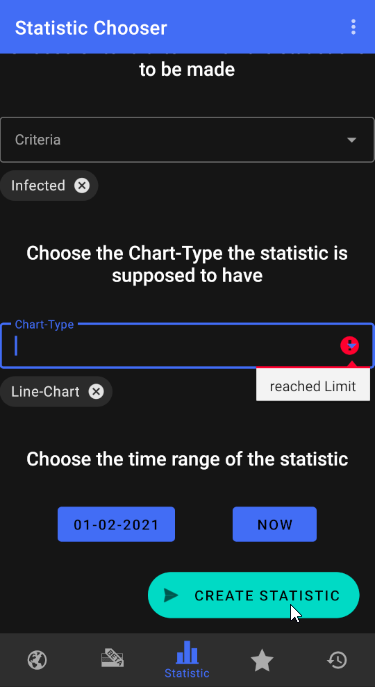 Statistic Chooser
to be made
Criteria
Infected
Choose the Chart-Type the statistic is
supposed to have
Chart-Type
reached Limit
Line-Chart
Choose the time range of the statistic
01-02-2021
NOW
CREATE STATISTIC
Statistic